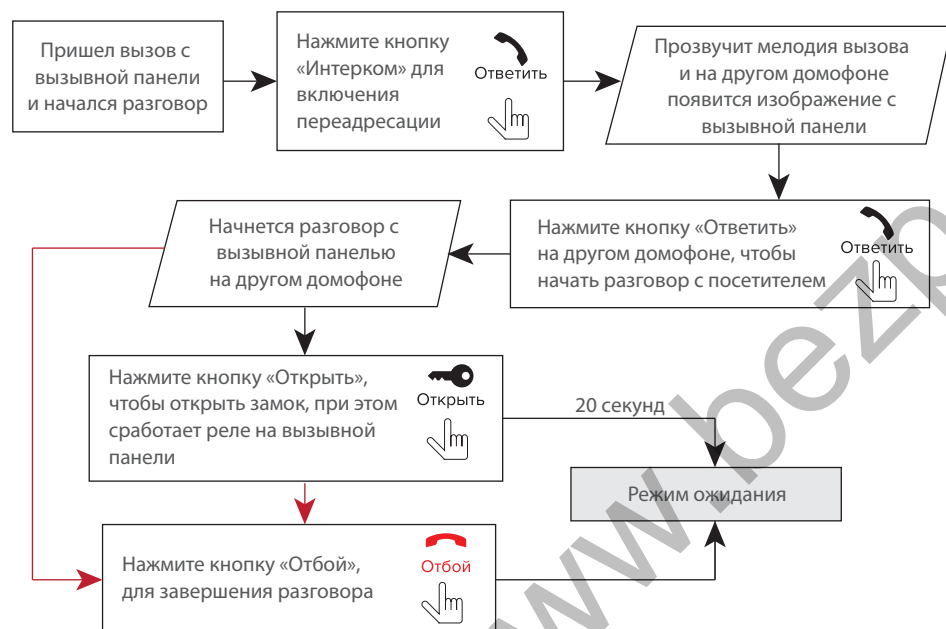 Пришел вызов с
вызывной панели
и начался разговор
Нажмите кнопку
«Интерком» для
включения
переадресации
Ответить
Прозвучит мелодия вызова
и на другом домофоне
появится изображение с
вызывной панели
Начнется разговор с
вызывной панелью
на другом домофоне
Нажмите кнопку «Ответить»
на другом домофоне, чтобы
начать разговор с посетителем
Ответить
Нажмите кнопку «Открыть»,
чтобы открыть замок, при этом
сработает реле на вызывной
панели
Открыть
20 секунд
Режим ожидания
Нажмите кнопку «Отбой»,
для завершения разговора
Отбой
www.bezp